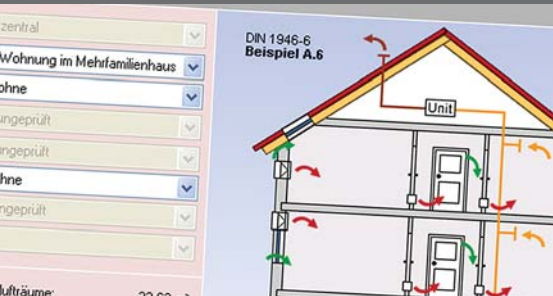 zentral
Wohnung im Mehrfamilienhaus
ohne
ungeprüft
ungeprüft
ohne
ungeprüft
DIN 1946-6
Beispiel A.6
Unit